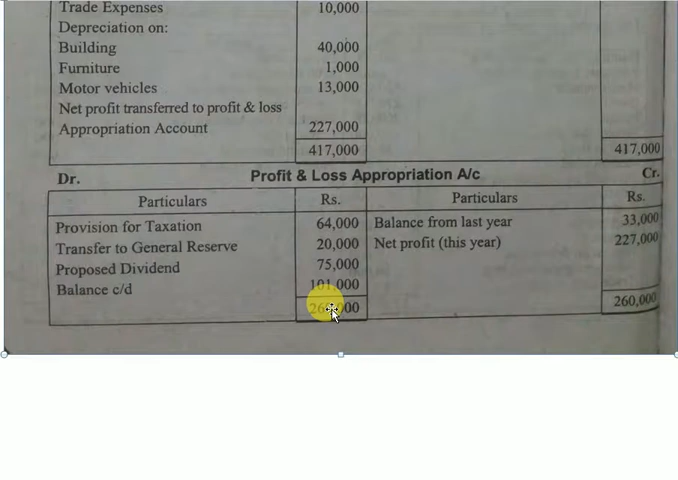 Trade Expenses 10,000
Depreciation on:
Building 40,000
Furniture 1,000
Motor vehicles 13,000
Net profit transferred to profit & loss
Appropriation Account 227,000
417,000 417,000
Dr. Profit & Loss Appropriation A/c Cr.
Particulars Rs. Particulars Rs.
Provision for Taxation 64,000 Balance from last year 33,000
Transfer to General Reserve 20,000 Net profit (this year) 227,000
Proposed Dividend 75,000
Balance c/d 101,000
260,000